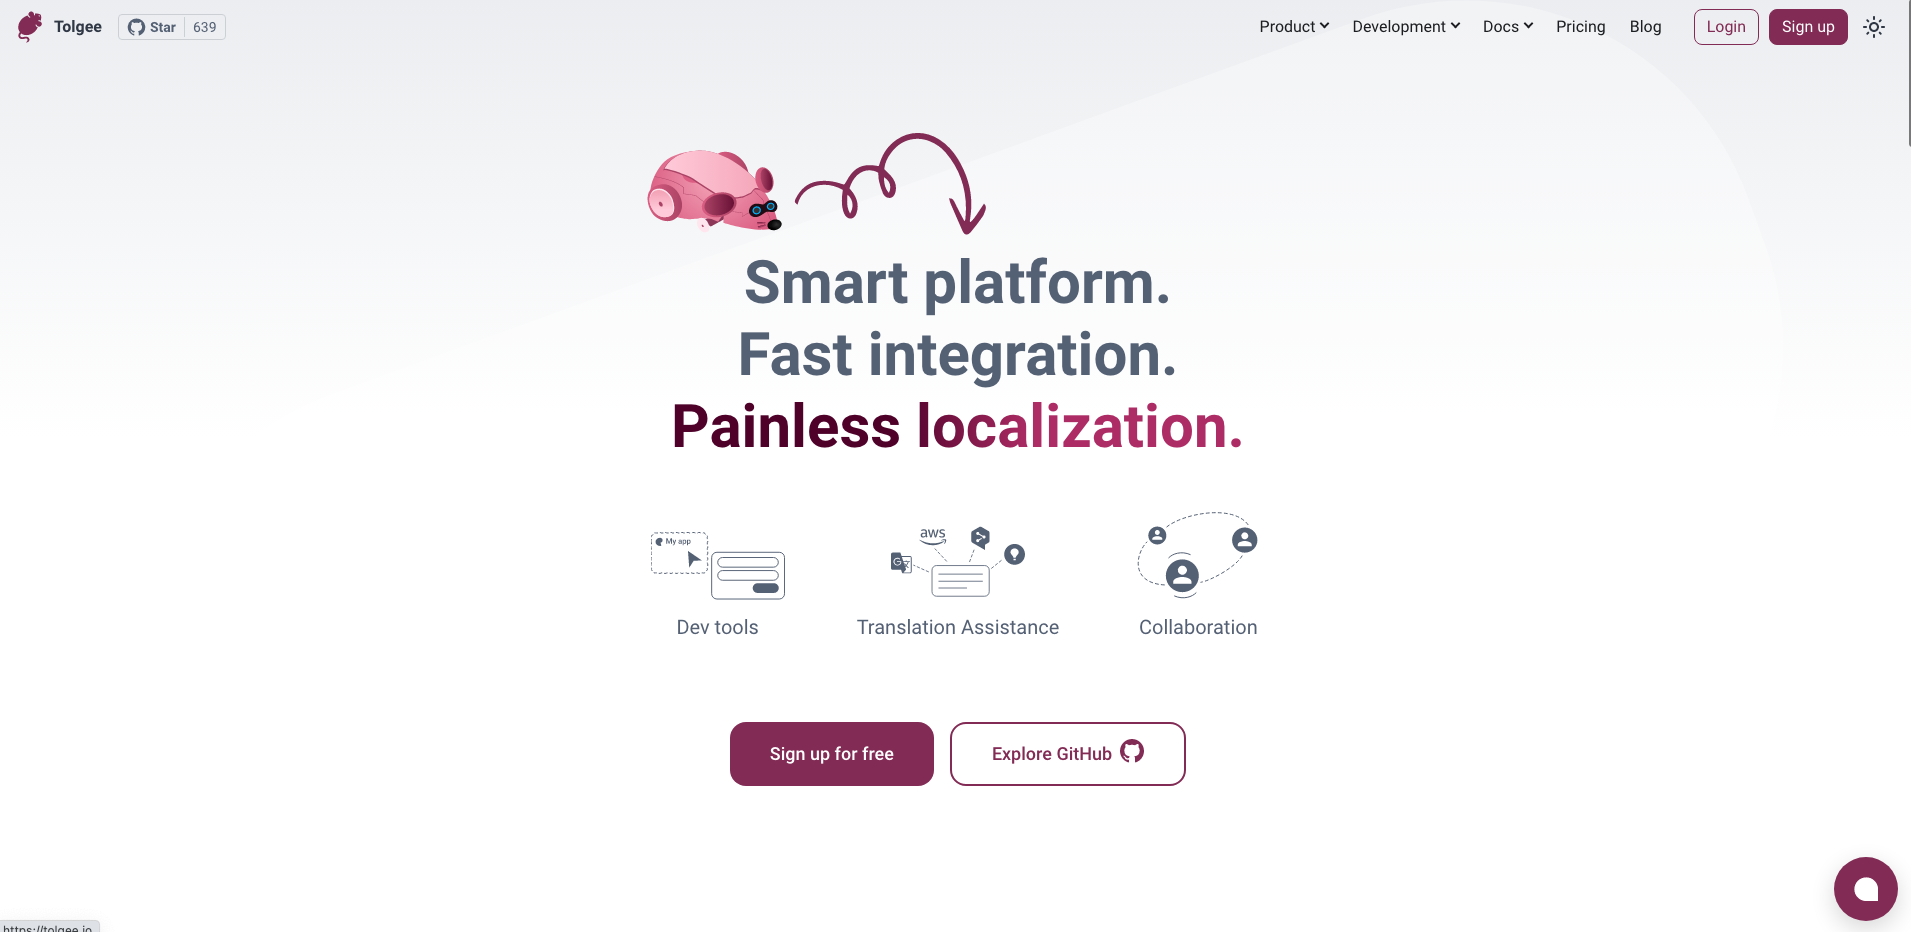 Tolgee
Star 639
Product
Development
Docs
Pricing
Blog
Login
Sign up
Smart platform.
Fast integration.
Painless localization.
My app
aws
G
Dev tools
Translation Assistance
Collaboration
Sign up for free
Explore GitHub
https://tolgee.io